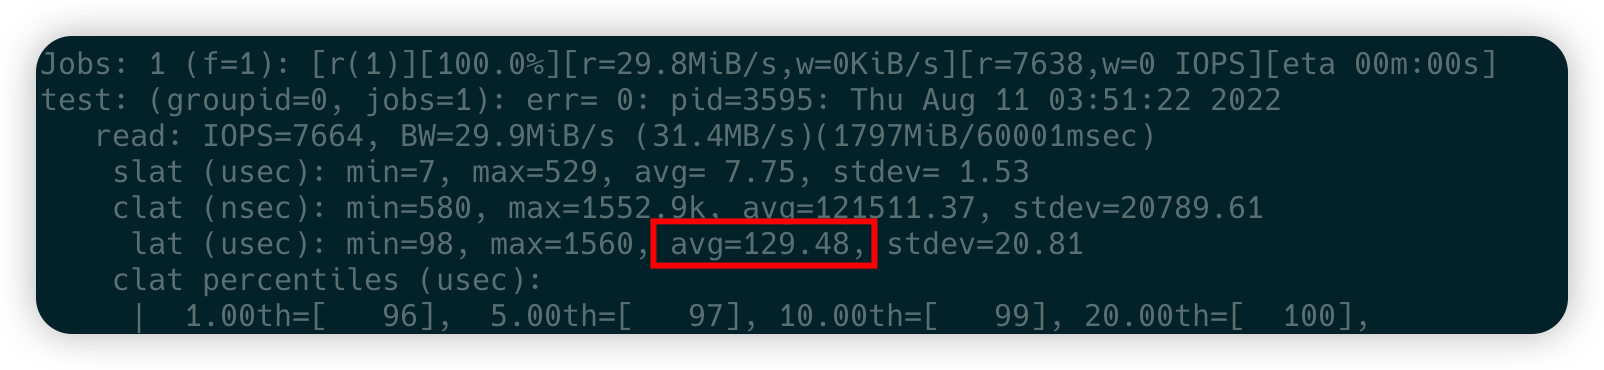 Jobs: 1 (f=1): [r(1)][100.0%][r=29.8MiB/s,w=0KiB/s][r=7638,w=0 IOPS][eta 00m:00s]
test: (groupid=0, jobs=1): err= 0: pid=3595: Thu Aug 11 03:51:22 2022
   read: IOPS=7664, BW=29.9MiB/s (31.4MB/s)(1797MiB/60001msec)
    slat (usec): min=7, max=529, avg= 7.75, stdev= 1.53
    clat (nsec): min=580, max=1552.9k, avg=121511.37, stdev=20789.61
     lat (usec): min=98, max=1560, avg=129.48, stdev=20.81
    clat percentiles (usec):
     |  1.00th=[   96],  5.00th=[   97], 10.00th=[   99], 20.00th=[  100],